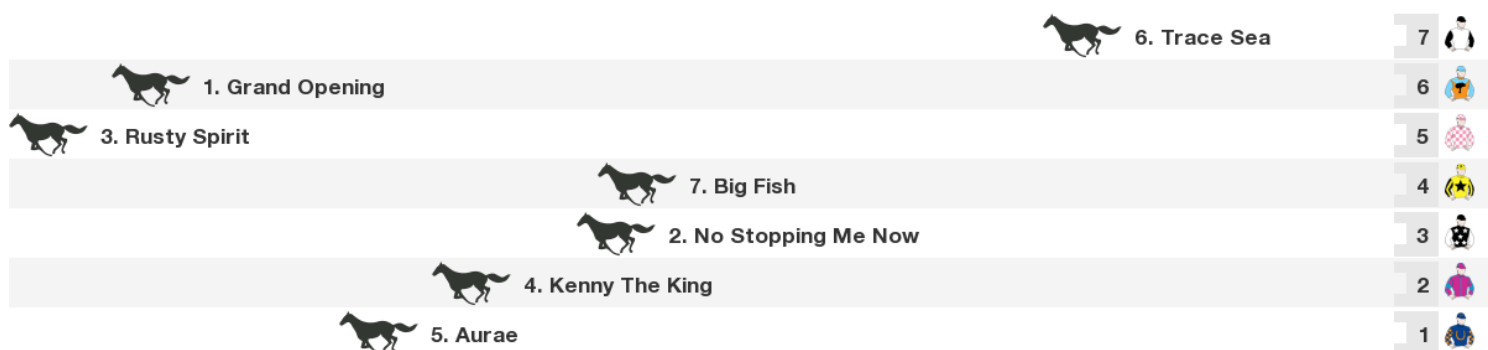 6. Trace Sea 7
1. Grand Opening 6
3. Rusty Spirit 5
7. Big Fish 4
2. No Stopping Me Now 3
4. Kenny The King 2
5. Aurae 1